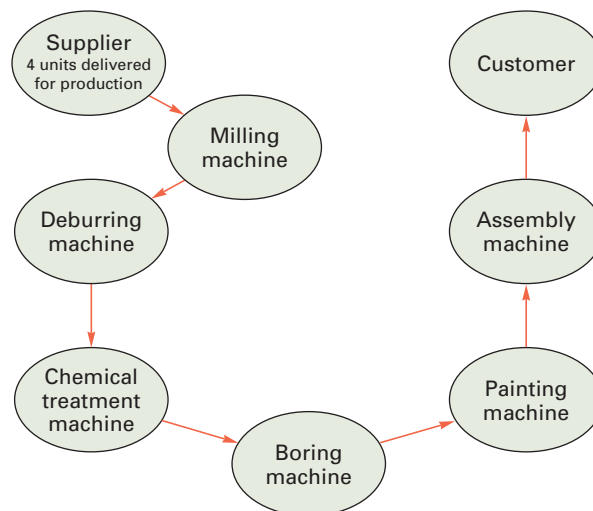 Supplier
4 units delivered
for production
Milling
machine
Deburring
machine
Chemical
treatment
machine
Boring
machine
Painting
machine
Assembly
machine
Customer